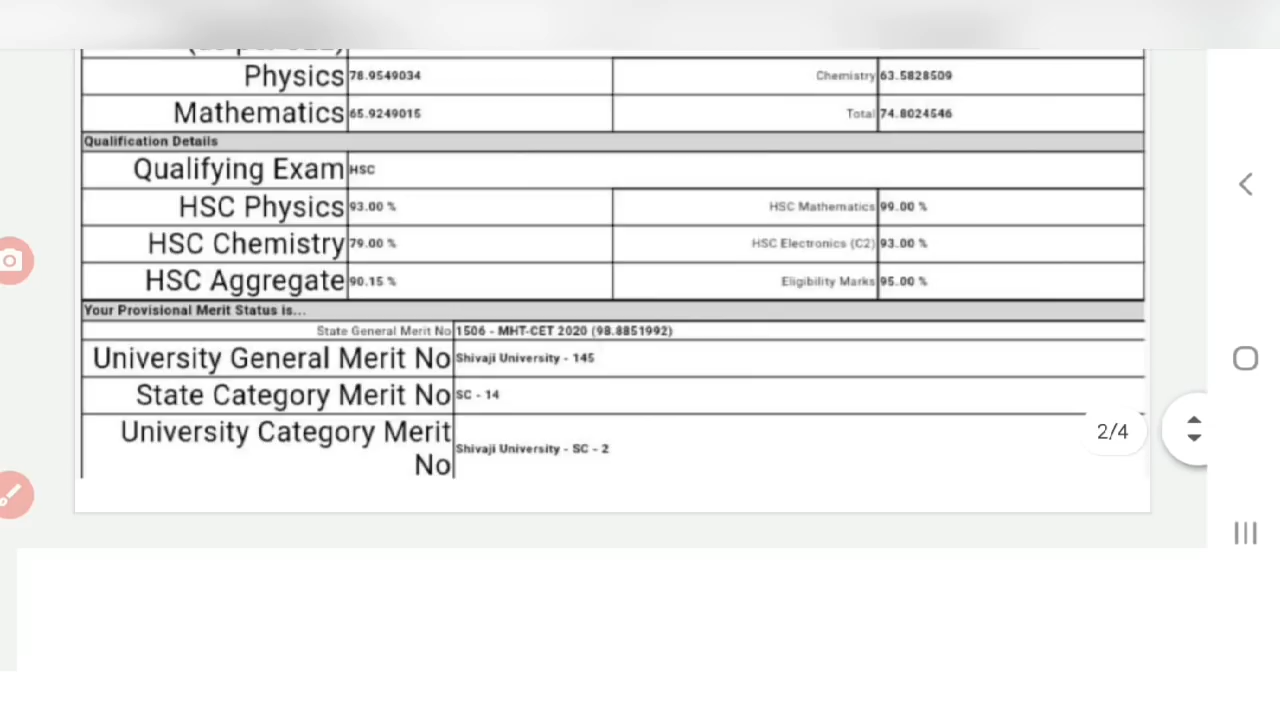 Physics 78.9549034 Chemistry 63.5828509
Mathematics 65.9249015 Total 74.8024546
Qualification Details
Qualifying Exam HSC
HSC Physics 93.00 % HSC Mathematics 99.00 %
HSC Chemistry 79.00 % HSC Electronics (C2) 93.00 %
HSC Aggregate 90.15 % Eligibility Marks 95.00 %
Your Provisional Merit Status is...
State General Merit No 1506 - MHT-CET 2020 (98.8851992)
University General Merit No Shivaji University - 145
State Category Merit No SC - 14
University Category Merit No Shivaji University - SC - 2
2/4